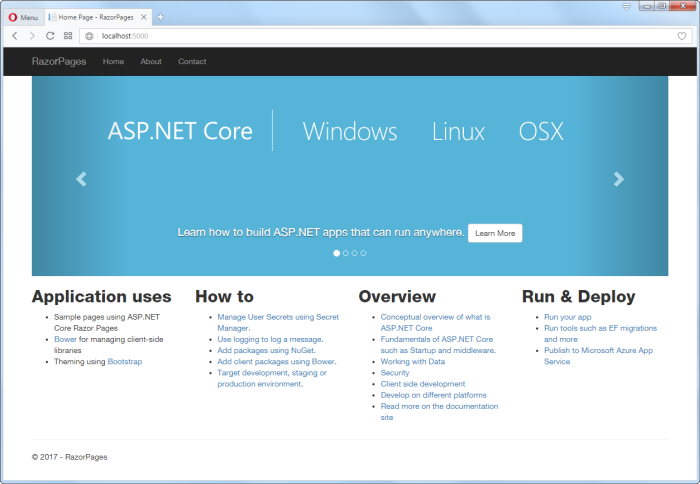 Menu
Home Page - RazorPages
localhost:5000
RazorPages Home About Contact
ASP.NET Core Windows Linux OSX
Learn how to build ASP.NET apps that can run anywhere. Learn More
Application uses
Sample pages using ASP.NET
Core Razor Pages
Bower for managing client-side
libraries
Theming using Bootstrap
How to
Manage User Secrets using Secret
Manager.
Use logging to log a message.
Add packages using NuGet.
Add client packages using Bower.
Target development, staging or
production environment.
Overview
Conceptual overview of what is
ASP.NET Core
Fundamentals of ASP.NET Core
such as Startup and middleware.
Working with Data
Security
Client side development
Develop on different platforms
Read more on the documentation
site
Run & Deploy
Run your app
Run tools such as EF migrations
and more
Publish to Microsoft Azure App
Service
© 2017 - RazorPages